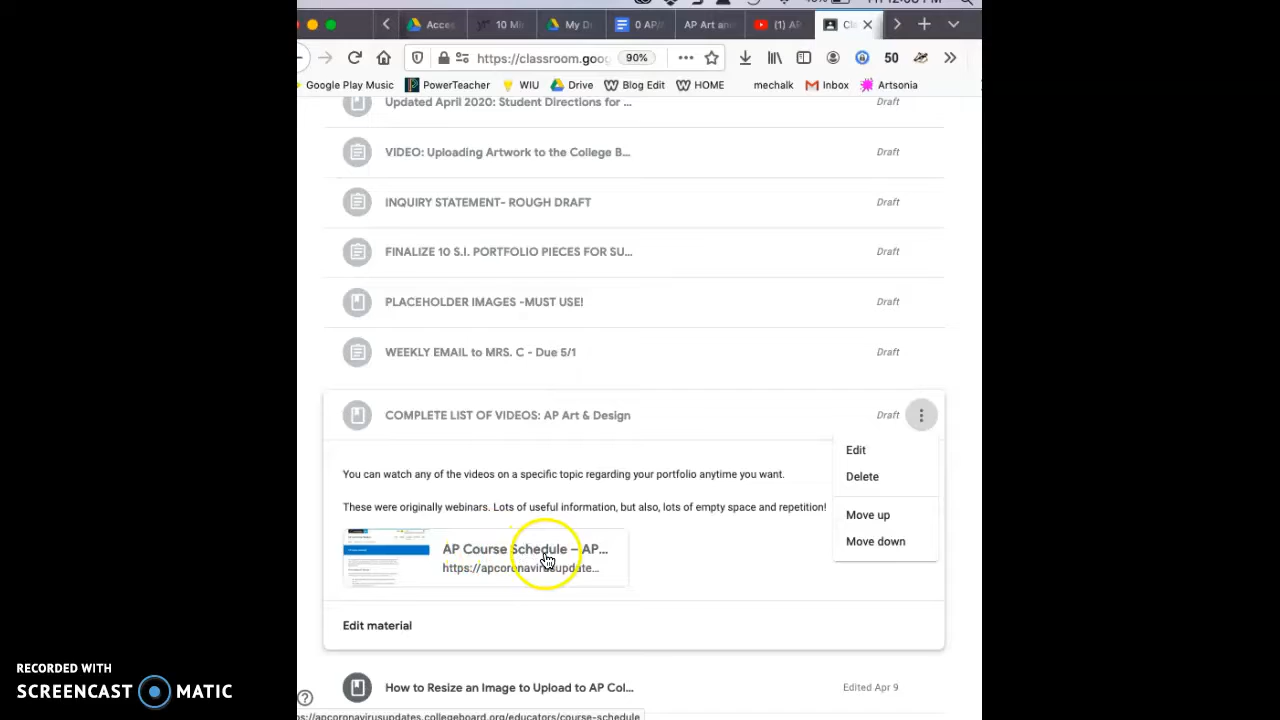 Acces
10 Mi
My Dr
0 AP/
AP Art and
(1) AP
Cla
https://classroom.goog
90%
50
Google Play Music
PowerTeacher
WIU
Drive
Blog Edit
HOME
mechalk
Inbox
Artsonia
Updated April 2020: Student Directions for ...
Draft
VIDEO: Uploading Artwork to the College B...
Draft
INQUIRY STATEMENT- ROUGH DRAFT
Draft
FINALIZE 10 S.I. PORTFOLIO PIECES FOR SU...
Draft
PLACEHOLDER IMAGES -MUST USE!
Draft
WEEKLY EMAIL to MRS. C - Due 5/1
Draft
COMPLETE LIST OF VIDEOS: AP Art & Design
Draft
Edit
Delete
Move up
Move down
You can watch any of the videos on a specific topic regarding your portfolio anytime you want.
These were originally webinars. Lots of useful information, but also, lots of empty space and repetition!
AP Course Schedule – AP...
https://apcoronavirusupdate...
Edit material
How to Resize an Image to Upload to AP Col...
Edited Apr 9
ps://apcoronavirusupdates.collegeboard.org/educators/course-schedule
RECORDED WITH
SCREENCAST MATIC